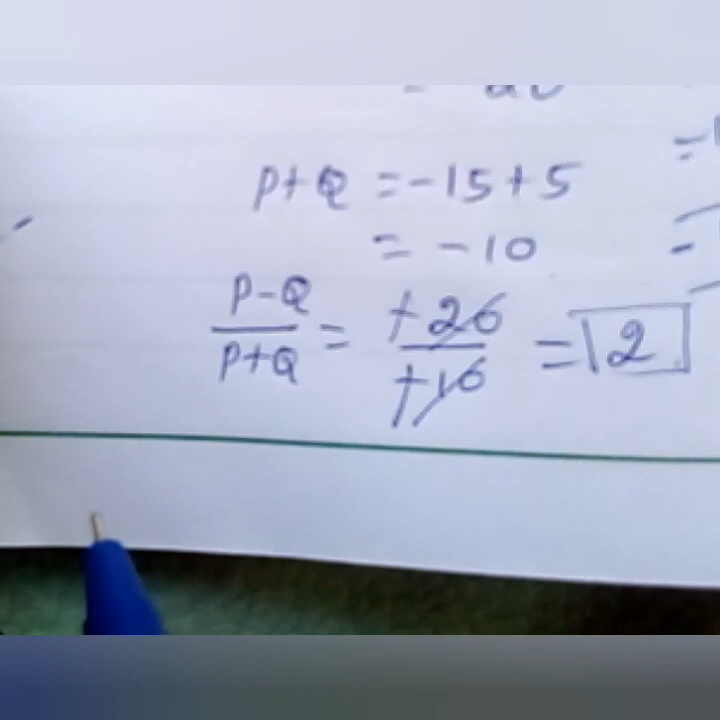 P+Q = -15+5
= -10
P-Q / P+Q = -20 / -10 = 2